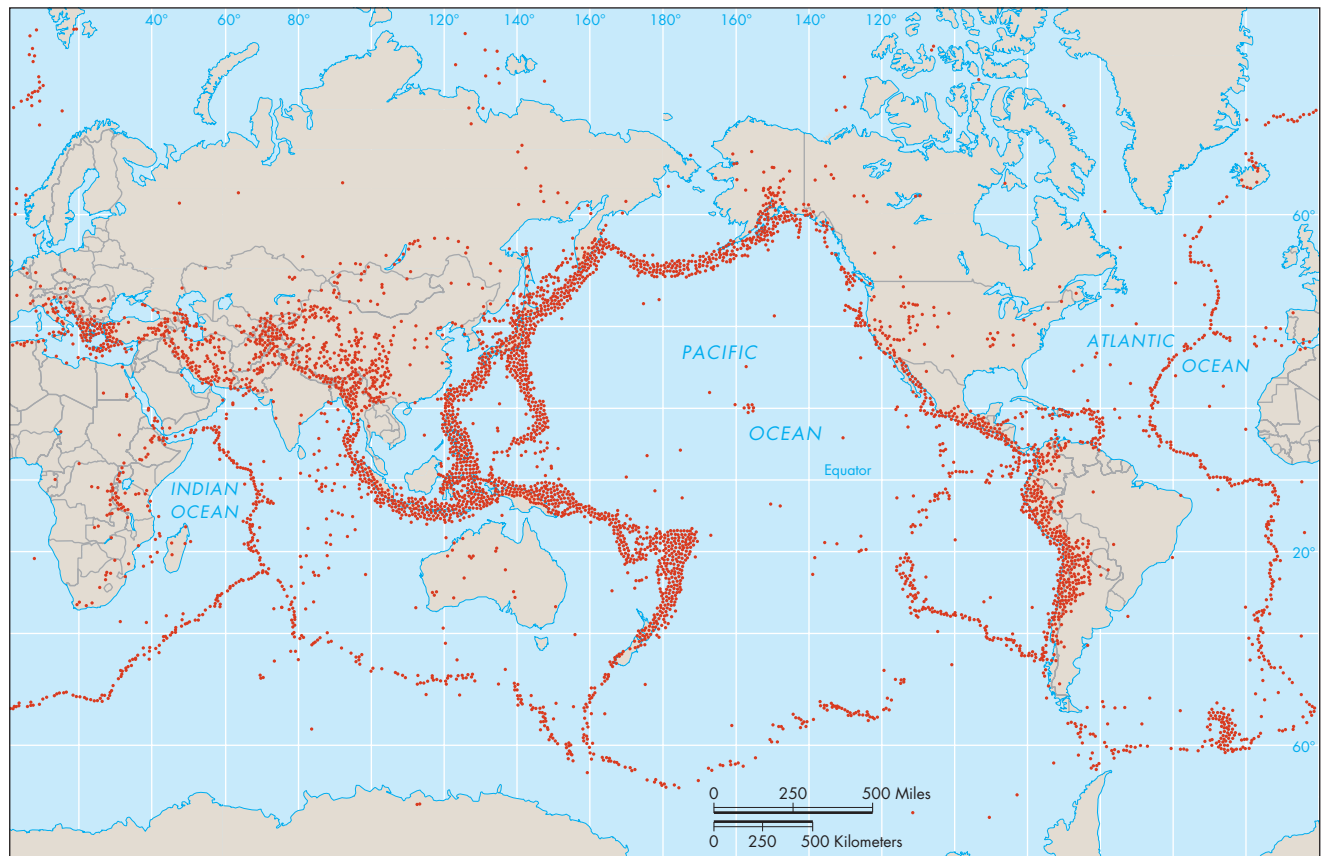 40° 60° 80° 120° 140° 160° 180° 160° 140° 120°
60°
PACIFIC
ATLANTIC
OCEAN
OCEAN
Equator
INDIAN
OCEAN
20°
60°
0 250 500 Miles
0 250 500 Kilometers